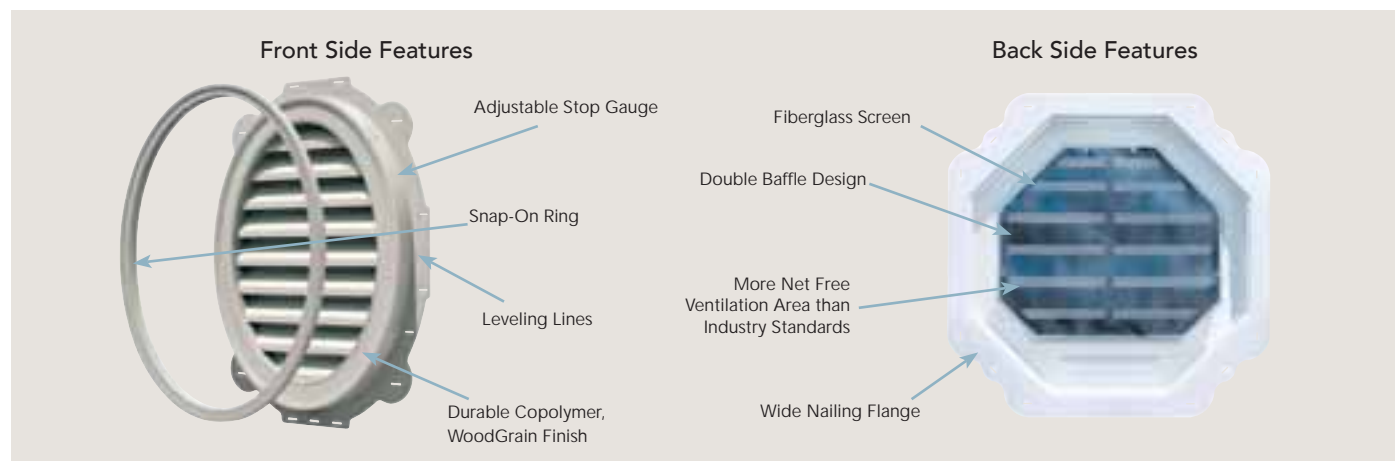 Front Side Features
Adjustable Stop Gauge
Snap-On Ring
Leveling Lines
Durable Copolymer,
WoodGrain Finish
Back Side Features
Fiberglass Screen
Double Baffle Design
More Net Free
Ventilation Area than
Industry Standards
Wide Nailing Flange